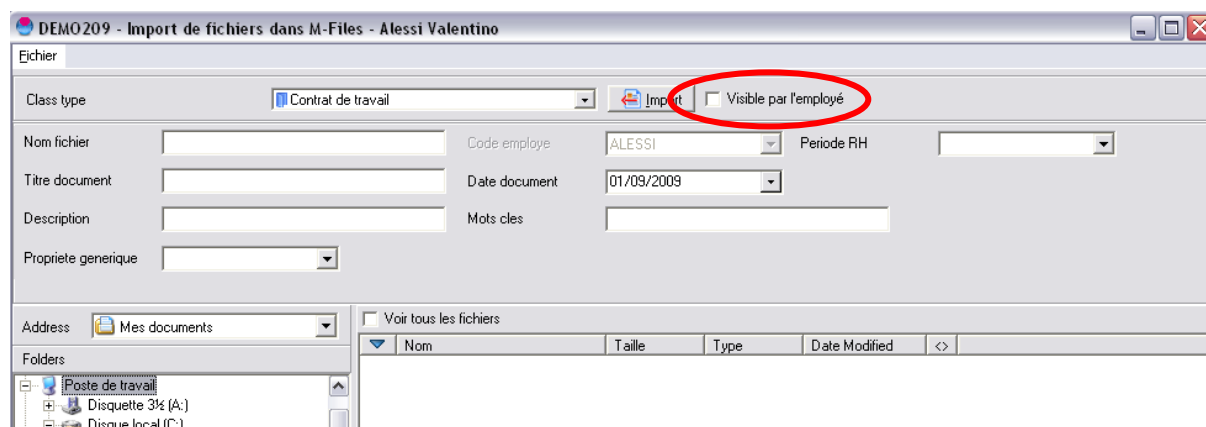 DEMO209 - Import de fichiers dans M-Files - Alessi Valentino
Fichier
Class type Contrat de travail Import Visible par l'employé
Nom fichier Code employe ALESSI Periode RH
Titre document Date document 01/09/2009
Description Mots cles
Propriete generique
Address Mes documents Voir tous les fichiers
Nom Taille Type Date Modified <>
Folders
Poste de travail
Disquette 3½ (A:)
Disque local (C:)